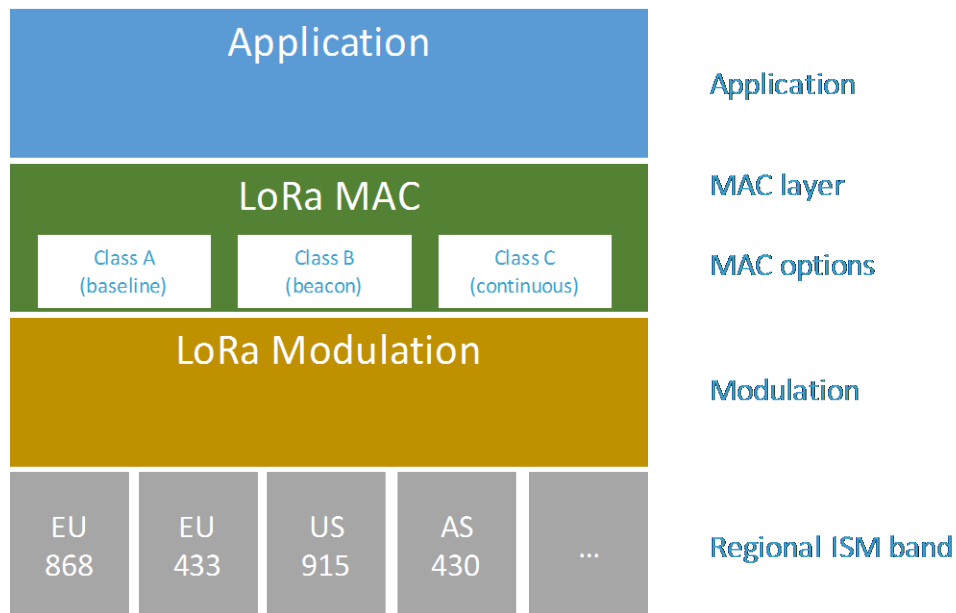 Application
Application
LoRa MAC
MAC layer
Class A
(baseline)
Class B
(beacon)
Class C
(continuous)
MAC options
LoRa Modulation
Modulation
EU
868
EU
433
US
915
AS
430
...
Regional ISM band